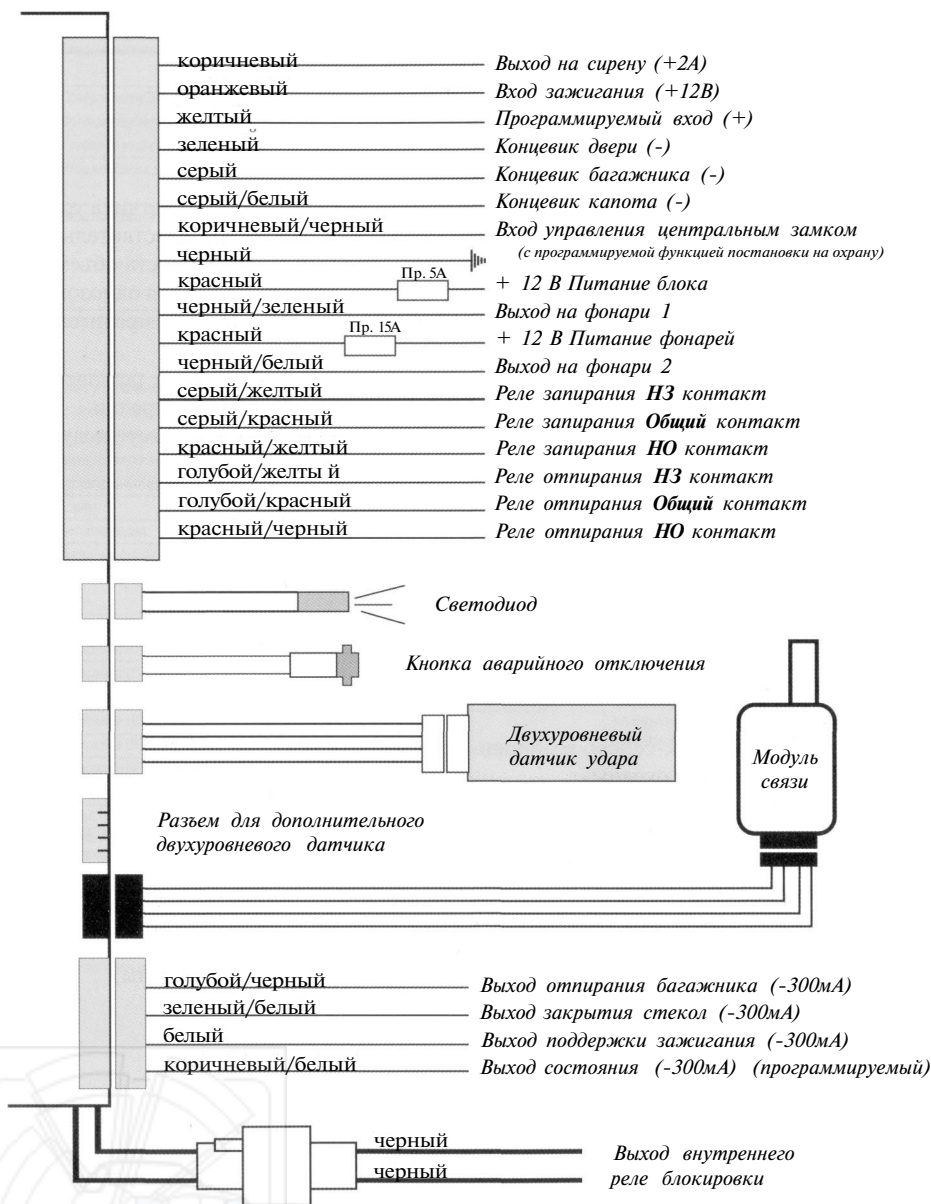 коричневый Выход на сирену (+2А)
оранжевый Вход зажигания (+12В)
желтый Программируемый вход (+)
зеленый Концевик двери (-)
серый Концевик багажника (-)
серый/белый Концевик капота (-)
коричневый/черный Вход управления центральным замком
черный (с программируемой функцией постановки на охрану)
красный Пр. 5А + 12 В Питание блока
черный/зеленый Выход на фонари 1
красный Пр. 15А + 12 В Питание фонарей
черный/белый Выход на фонари 2
серый/желтый Реле запирания НЗ контакт
серый/красный Реле запирания Общий контакт
красный/желтый Реле запирания НО контакт
голубой/желты й Реле отпирания НЗ контакт
голубой/красный Реле отпирания Общий контакт
красный/черный Реле отпирания НО контакт
Светодиод
Кнопка аварийного отключения
Двухуровневый
датчик удара
Модуль
связи
Разъем для дополнительного
двухуровневого датчика
голубой/черный Выход отпирания багажника (-300мА)
зеленый/белый Выход закрытия стекол (-300мА)
белый Выход поддержки зажигания (-300мА)
коричневый/белый Выход состояния (-300мА) (программируемый)
черный
черный
Выход внутреннего
реле блокировки